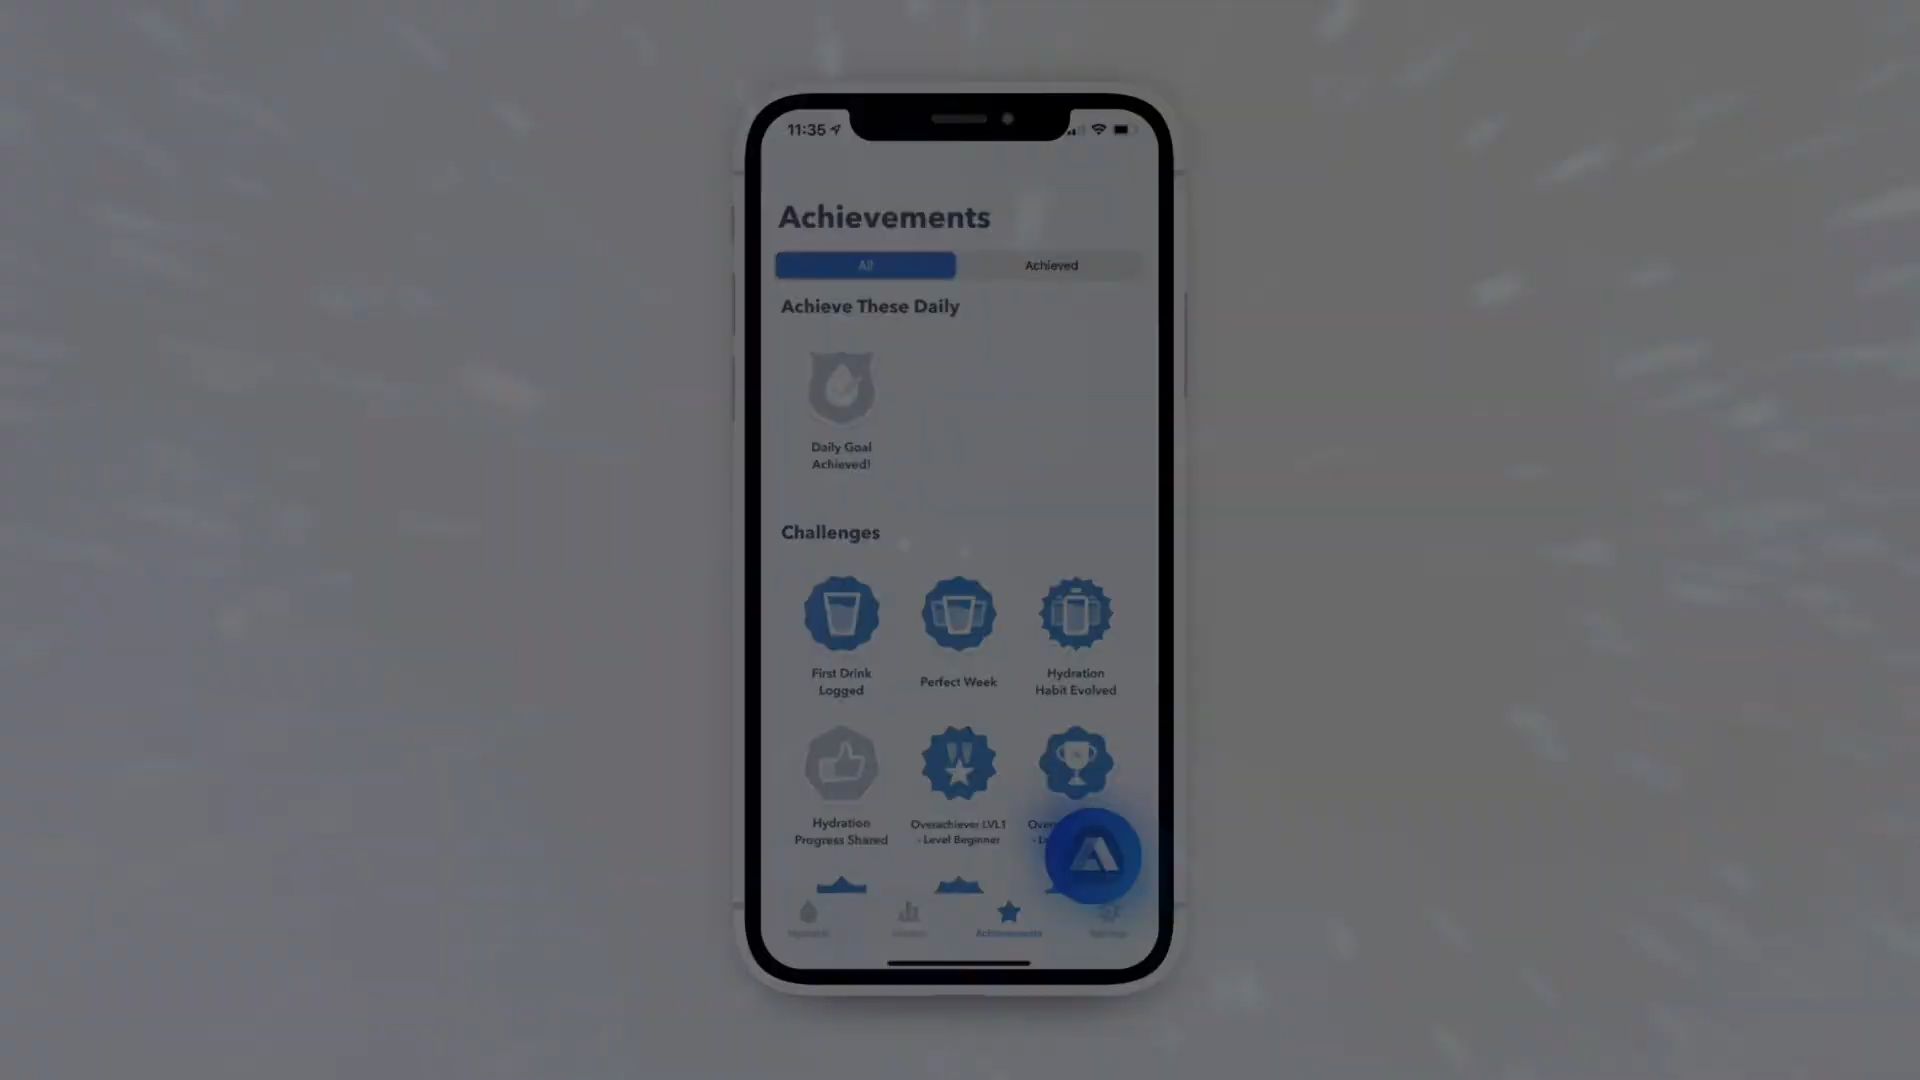 11:35
Achievements
All
Achieved
Achieve These Daily
Daily Goal
Achieved!
Challenges
First Drink
Logged
Perfect Week
Hydration
Habit Evolved
Hydration
Progress Shared
Overachiever LVL1
- Level Beginner
Achievements